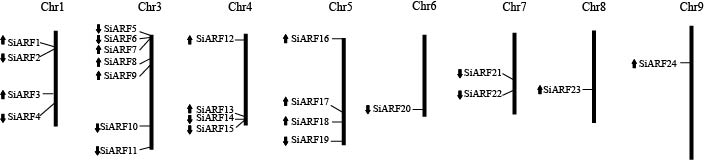 Chr1 Chr3 Chr4 Chr5 Chr6 Chr7 Chr8 Chr9
SiARF1
SiARF2
SiARF3
SiARF4
SiARF5
SiARF6
SiARF7
SiARF8
SiARF9
SiARF10
SiARF11
SiARF12
SiARF13
SiARF14
SiARF15
SiARF16
SiARF17
SiARF18
SiARF19
SiARF20
SiARF21
SiARF22
SiARF23
SiARF24